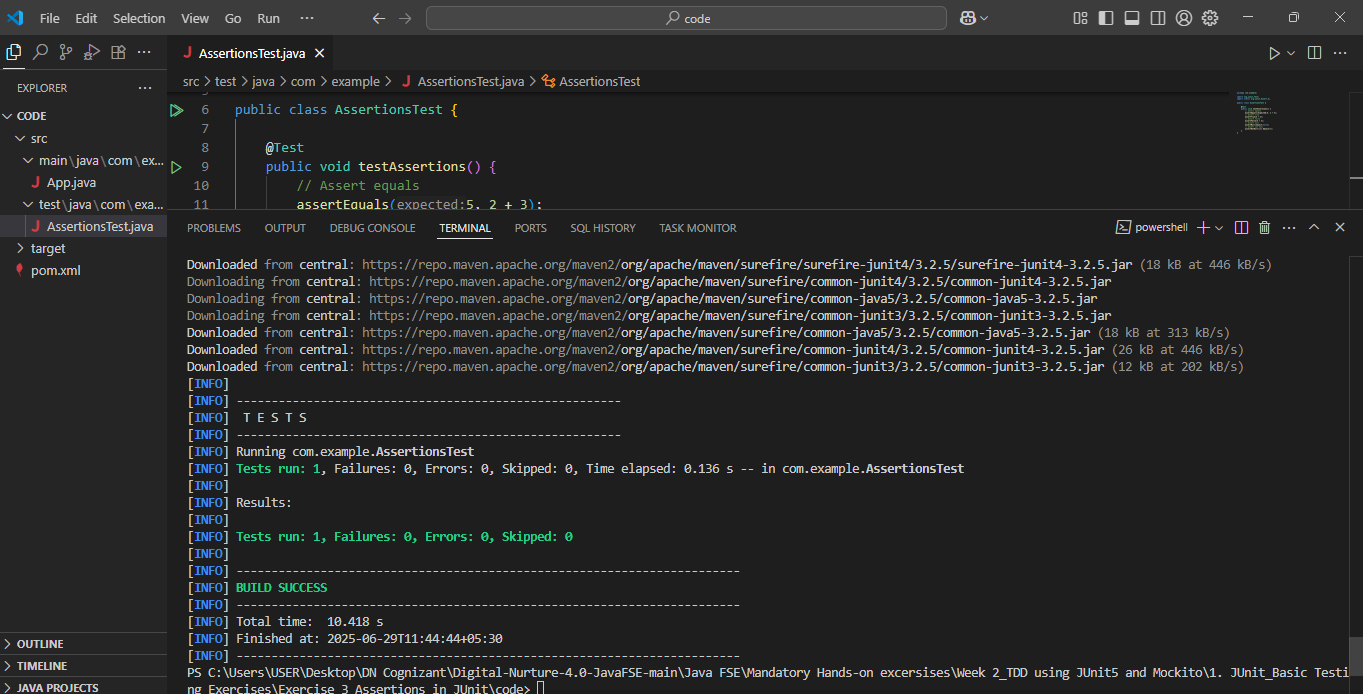 File Edit Selection View Go Run ··· code
AssertionsTest.java
EXPLORER
src > test > java > com > example > AssertionsTest.java > AssertionsTest
CODE
src
main\java\com\ex...
App.java
test\java\com\exa...
AssertionsTest.java
target
pom.xml
6 public class AssertionsTest {
7
8 @Test
9 public void testAssertions() {
10 // Assert equals
11 assertEquals(expected:5, 2 + 3);
PROBLEMS OUTPUT DEBUG CONSOLE TERMINAL PORTS SQL HISTORY TASK MONITOR powershell
Downloaded from central: https://repo.maven.apache.org/maven2/org/apache/maven/surefire/surefire-junit4/3.2.5/surefire-junit4-3.2.5.jar (18 kB at 446 kB/s)
Downloading from central: https://repo.maven.apache.org/maven2/org/apache/maven/surefire/common-junit4/3.2.5/common-junit4-3.2.5.jar
Downloading from central: https://repo.maven.apache.org/maven2/org/apache/maven/surefire/common-java5/3.2.5/common-java5-3.2.5.jar
Downloading from central: https://repo.maven.apache.org/maven2/org/apache/maven/surefire/common-junit3/3.2.5/common-junit3-3.2.5.jar
Downloaded from central: https://repo.maven.apache.org/maven2/org/apache/maven/surefire/common-java5/3.2.5/common-java5-3.2.5.jar (18 kB at 313 kB/s)
Downloaded from central: https://repo.maven.apache.org/maven2/org/apache/maven/surefire/common-junit4/3.2.5/common-junit4-3.2.5.jar (26 kB at 446 kB/s)
Downloaded from central: https://repo.maven.apache.org/maven2/org/apache/maven/surefire/common-junit3/3.2.5/common-junit3-3.2.5.jar (12 kB at 202 kB/s)
[INFO]
[INFO] -------------------------------------------------------
[INFO]  T E S T S
[INFO] -------------------------------------------------------
[INFO] Running com.example.AssertionsTest
[INFO] Tests run: 1, Failures: 0, Errors: 0, Skipped: 0, Time elapsed: 0.136 s -- in com.example.AssertionsTest
[INFO]
[INFO] Results:
[INFO]
[INFO] Tests run: 1, Failures: 0, Errors: 0, Skipped: 0
[INFO]
[INFO] ------------------------------------------------------------------------
[INFO] BUILD SUCCESS
[INFO] ------------------------------------------------------------------------
[INFO] Total time:  10.418 s
[INFO] Finished at: 2025-06-29T11:44:44+05:30
[INFO] ------------------------------------------------------------------------
PS C:\Users\USER\Desktop\DN Cognizant\Digital-Nurture-4.0-JavaFSE-main\Java FSE\Mandatory Hands-on excersises\Week 2_TDD using JUnit5 and Mockito\1. JUnit_Basic Testi
ng Exercises\Exercise 3 Assertions in JUnit\code>
OUTLINE
TIMELINE
JAVA PROJECTS